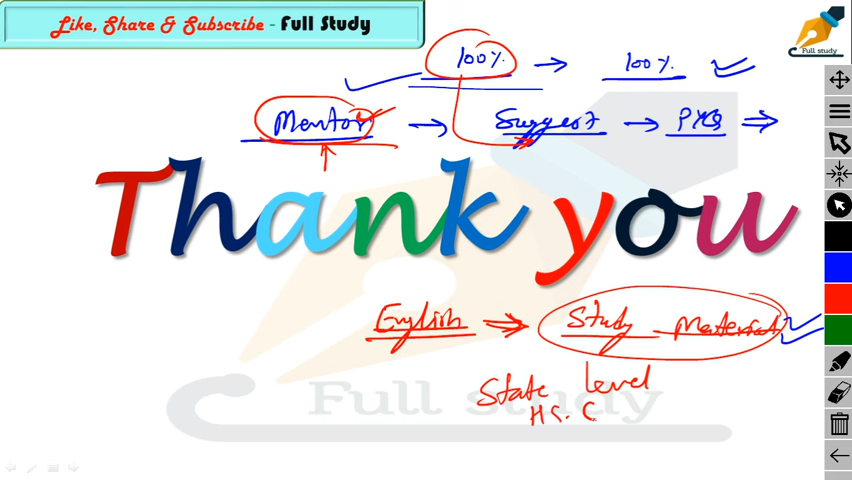 Like, Share & Subscribe - Full Study
Full study
100% → 100%
Mentor → Suggest → PYQ ⇒
Thank you
English ⇒ Study Material
State level
HS. C
Full Study